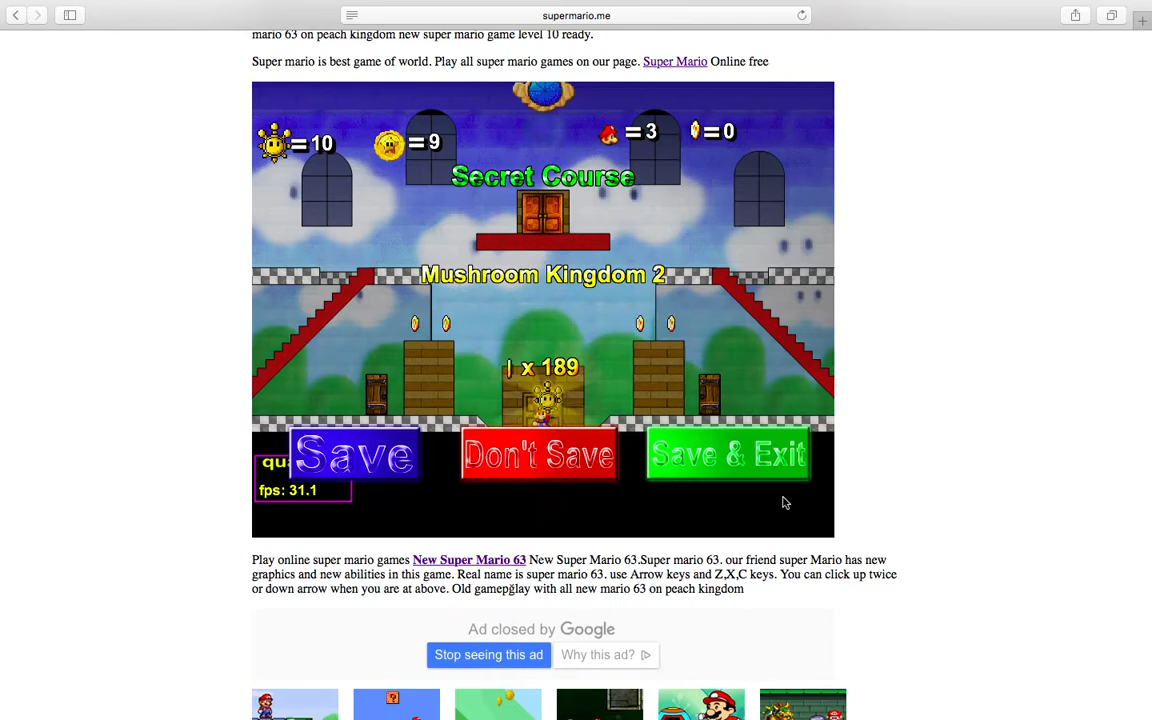 supermario.me
mario 63 on peach kingdom new super mario game level 10 ready.
Super mario is best game of world. Play all super mario games on our page. Super Mario Online free
=10 =9 =3 =0
Secret Course
Mushroom Kingdom 2
x 189
Save Don't Save Save & Exit
fps: 31.1
Play online super mario games New Super Mario 63 New Super Mario 63.Super mario 63. our friend super Mario has new
graphics and new abilities in this game. Real name is super mario 63. use Arrow keys and Z,X,C keys. You can click up twice
or down arrow when you are at above. Old gamepğlay with all new mario 63 on peach kingdom
Ad closed by Google
Stop seeing this ad Why this ad?